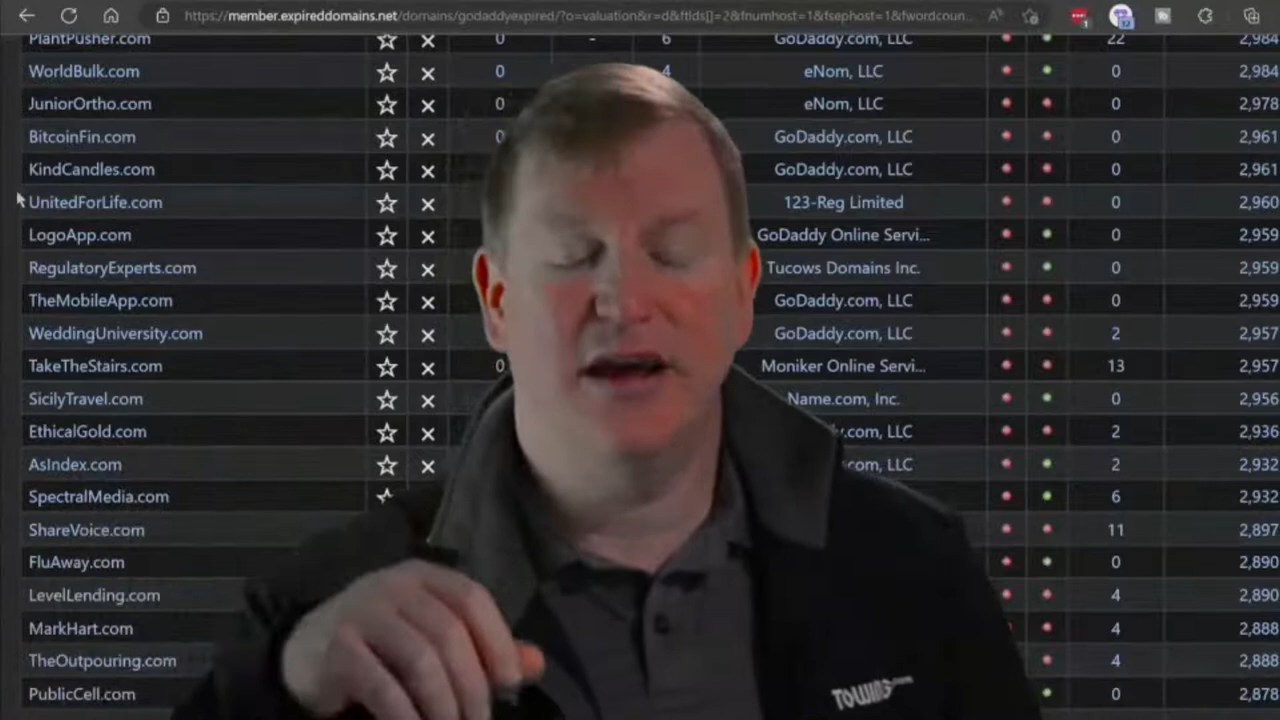 https://member.expireddomains.net/domains/godaddyexpired/?o=valuation&r=d&ftlds[]=2&fnumhost=1&fsephost=1&fwordcoun...
PlantPusher.com 0 - 6 GoDaddy.com, LLC 22 2,984
WorldBulk.com 0 4 eNom, LLC 0 2,984
JuniorOrtho.com 0 eNom, LLC 0 2,978
BitcoinFin.com 0 GoDaddy.com, LLC 0 2,961
KindCandles.com GoDaddy.com, LLC 0 2,961
UnitedForLife.com 123-Reg Limited 0 2,960
LogoApp.com GoDaddy Online Servi... 0 2,959
RegulatoryExperts.com Tucows Domains Inc. 0 2,959
TheMobileApp.com GoDaddy.com, LLC 0 2,959
WeddingUniversity.com GoDaddy.com, LLC 2 2,957
TakeTheStairs.com 0 Moniker Online Servi... 13 2,957
SicilyTravel.com Name.com, Inc. 0 2,956
EthicalGold.com .com, LLC 2 2,936
AsIndex.com com, LLC 2 2,932
SpectralMedia.com 6 2,932
ShareVoice.com 11 2,897
FluAway.com 0 2,890
LevelLending.com 4 2,890
MarkHart.com 4 2,888
TheOutpouring.com 4 2,888
PublicCell.com 0 2,878
TOWING.com